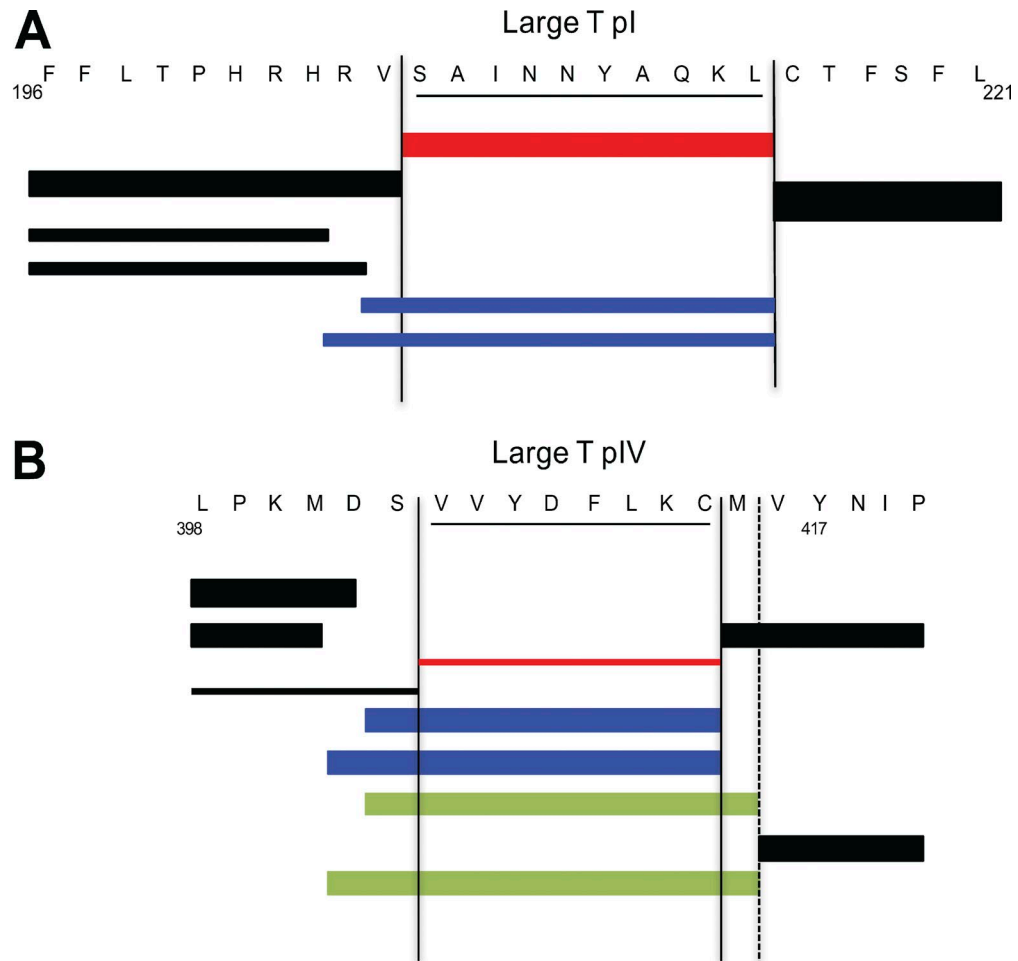 A
Large T pI
F F L T P H R H R V S A I N N Y A Q K L C T F S F L
196 221
B
Large T pIV
L P K M D S V V Y D F L K C M V Y N I P
398 417